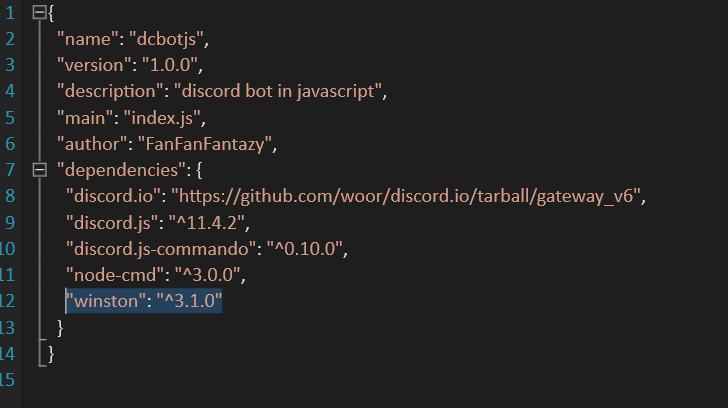 1 {
2 "name": "dcbotjs",
3 "version": "1.0.0",
4 "description": "discord bot in javascript",
5 "main": "index.js",
6 "author": "FanFanFantazy",
7 "dependencies": {
8 "discord.io": "https://github.com/woor/discord.io/tarball/gateway_v6",
9 "discord.js": "^11.4.2",
10 "discord.js-commando": "^0.10.0",
11 "node-cmd": "^3.0.0",
12 "winston": "^3.1.0"
13 }
14 }
15